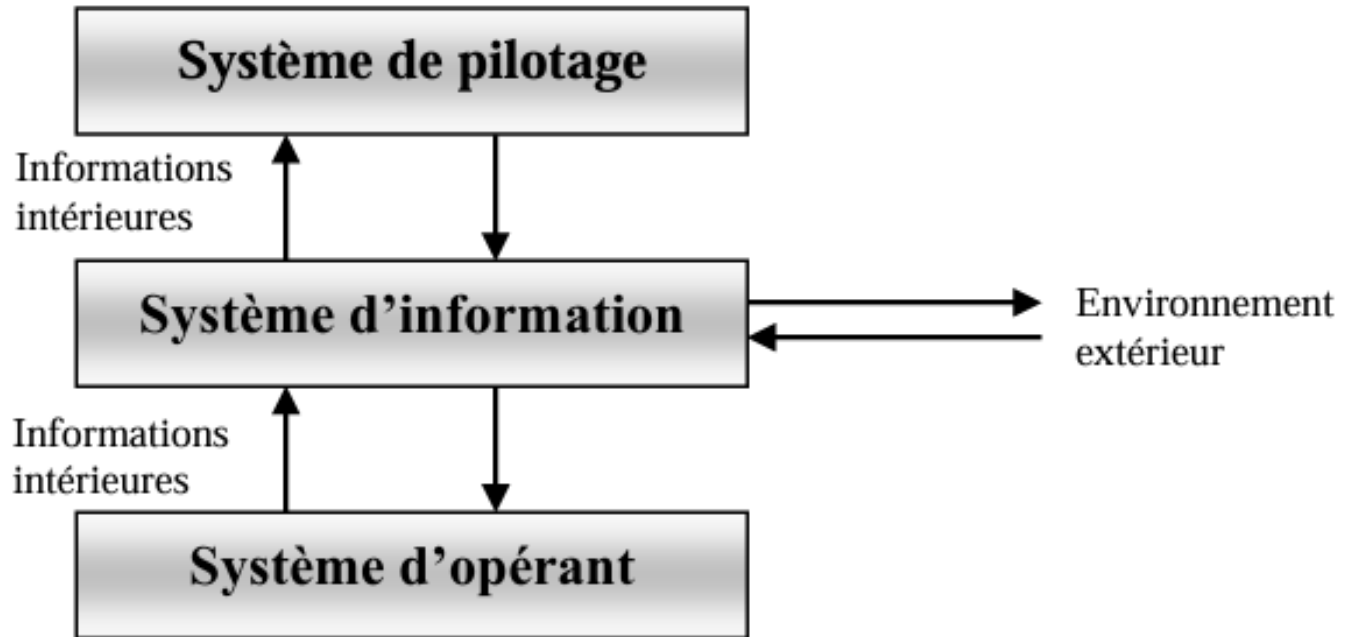 Système de pilotage
Informations
intérieures
Système d’information
Environnement
extérieur
Informations
intérieures
Système d’opérant